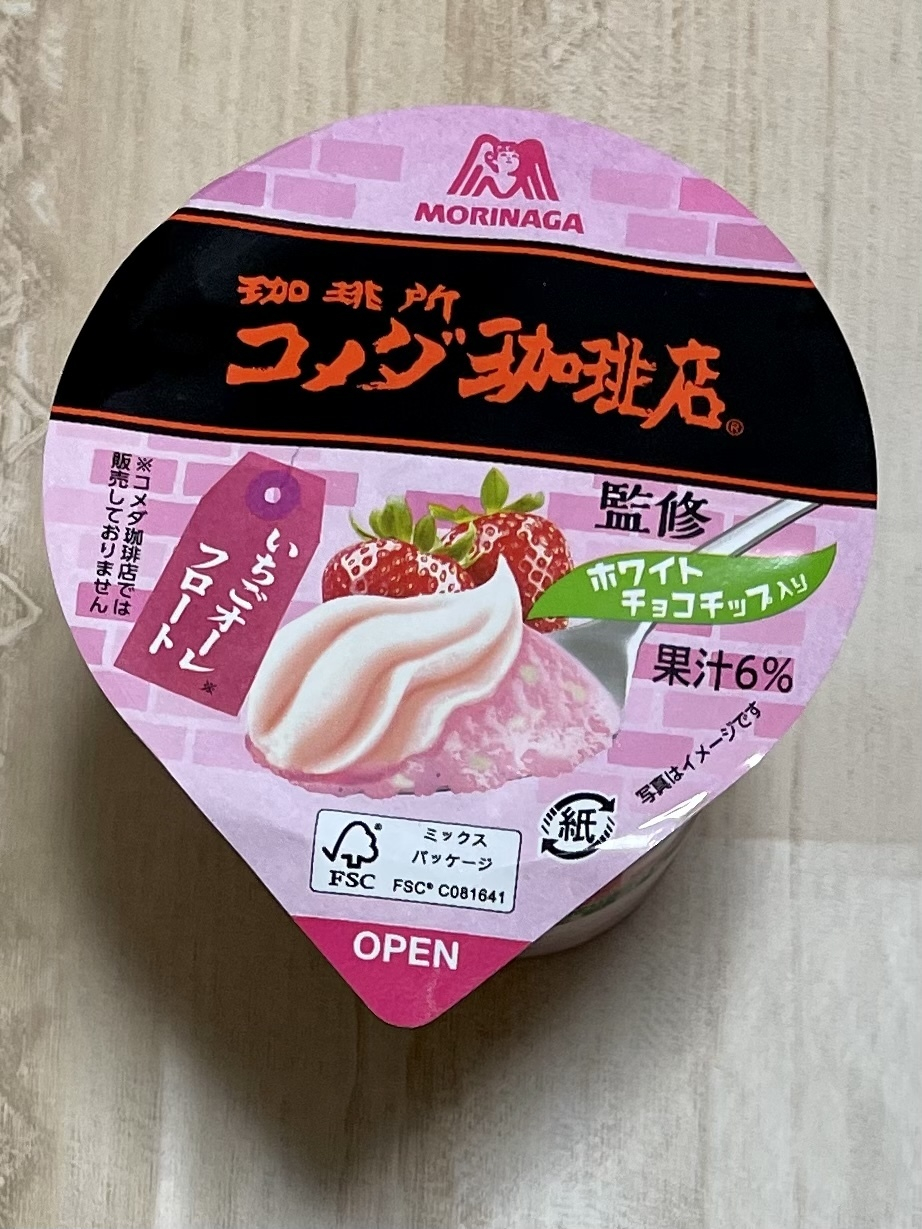 MORINAGA
珈琲所
コメダ珈琲店®
監修
※コメダ珈琲店では
販売しておりません
いちごオーレ
フロート※
ホワイト
チョコチップ入り
果汁6%
写真はイメージです
紙
FSC®
ミックス
パッケージ
FSC® C081641
OPEN